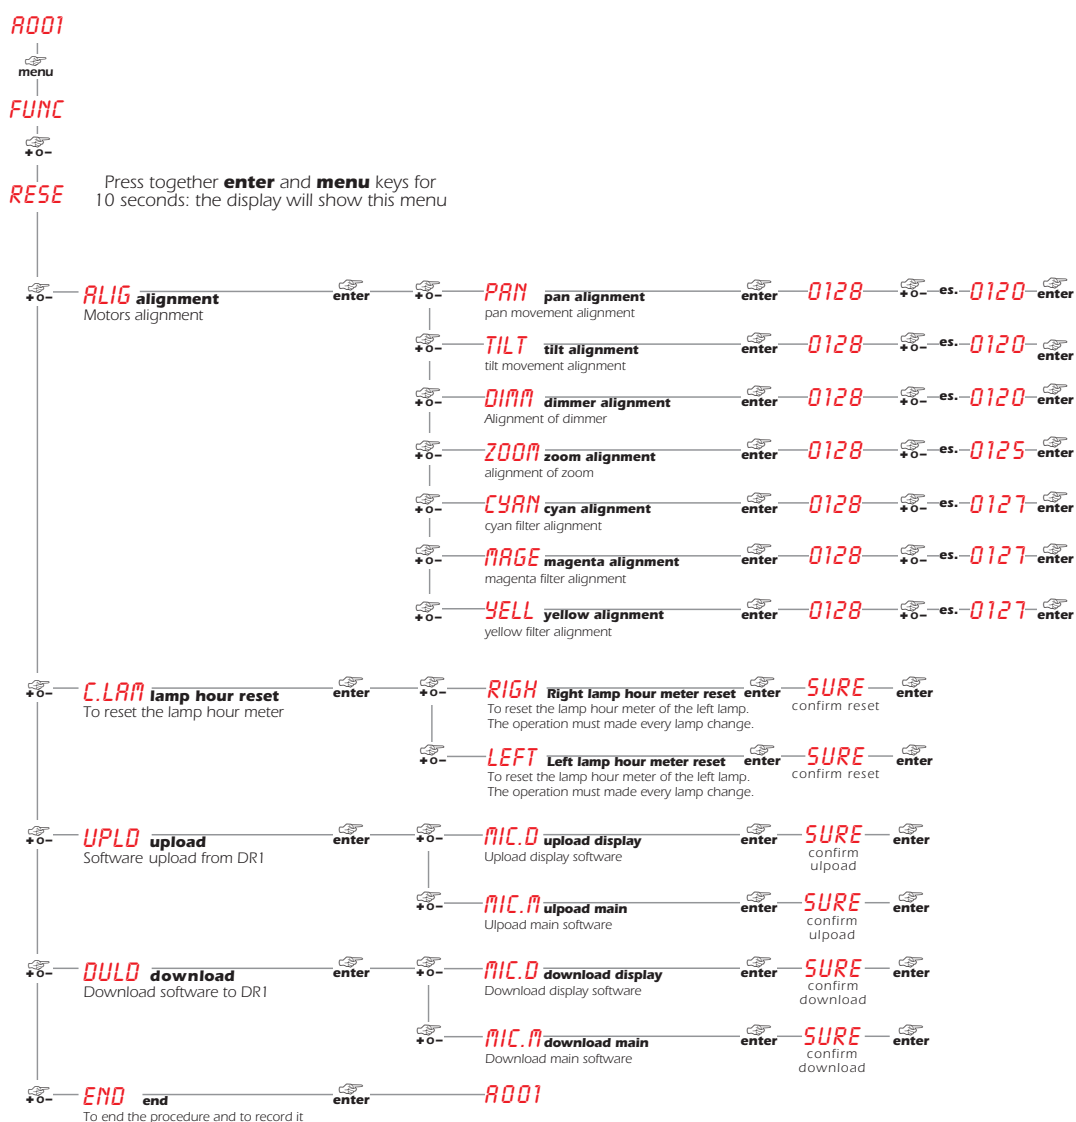 A001
menu
FUNC
+ o –
RESE
Press together enter and menu keys for
10 seconds: the display will show this menu
+ o – ALIG alignment enter + o – PAN pan alignment enter 0128 + o – es. 0120 enter
Motors alignment
pan movement alignment
+ o – TILT tilt alignment enter 0128 + o – es. 0120 enter
tilt movement alignment
+ o – DIMM dimmer alignment enter 0128 + o – es. 0120 enter
Alignment of dimmer
+ o – ZOOM zoom alignment enter 0128 + o – es. 0125 enter
alignment of zoom
+ o – CYAN cyan alignment enter 0128 + o – es. 0127 enter
cyan filter alignment
+ o – MAGE magenta alignment enter 0128 + o – es. 0127 enter
magenta filter alignment
+ o – YELL yellow alignment enter 0128 + o – es. 0127 enter
yellow filter alignment
+ o – C.LAM lamp hour reset enter + o – RIGH Right lamp hour meter reset enter SURE enter
To reset the lamp hour meter
To reset the lamp hour meter of the left lamp.
The operation must made every lamp change.
confirm reset
+ o – LEFT Left lamp hour meter reset enter SURE enter
To reset the lamp hour meter of the left lamp.
The operation must made every lamp change.
confirm reset
+ o – UPLD upload enter + o – MIC.D upload display enter SURE enter
Software upload from DR1
Upload display software
confirm
ulpoad
+ o – MIC.M ulpoad main enter SURE enter
Ulpoad main software
confirm
ulpoad
+ o – DULD download enter + o – MIC.D download display enter SURE enter
Download software to DR1
Download display software
confirm
download
+ o – MIC.M download main enter SURE enter
Download main software
confirm
download
+ o – END end enter A001
To end the procedure and to record it